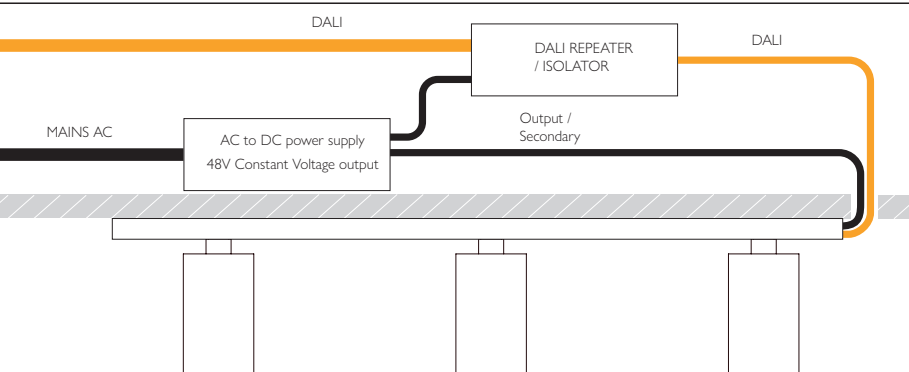 DALI
DALI REPEATER
/ ISOLATOR
DALI
MAINS AC
AC to DC power supply
48V Constant Voltage output
Output /
Secondary